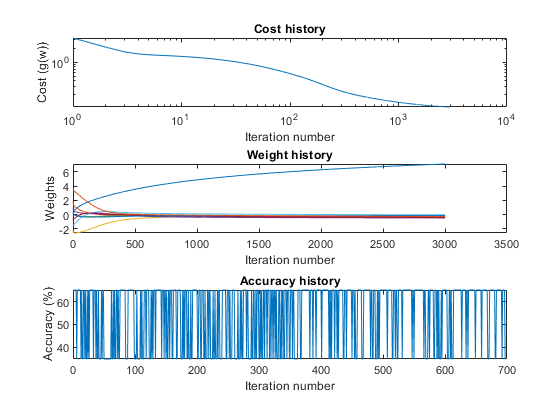 Cost history
Cost (g(w))
10^0
10^0 10^1 10^2 10^3 10^4
Iteration number
Weight history
Weights
6
4
2
0
-2
0 500 1000 1500 2000 2500 3000 3500
Iteration number
Accuracy history
Accuracy (%)
60
50
40
0 100 200 300 400 500 600 700
Iteration number